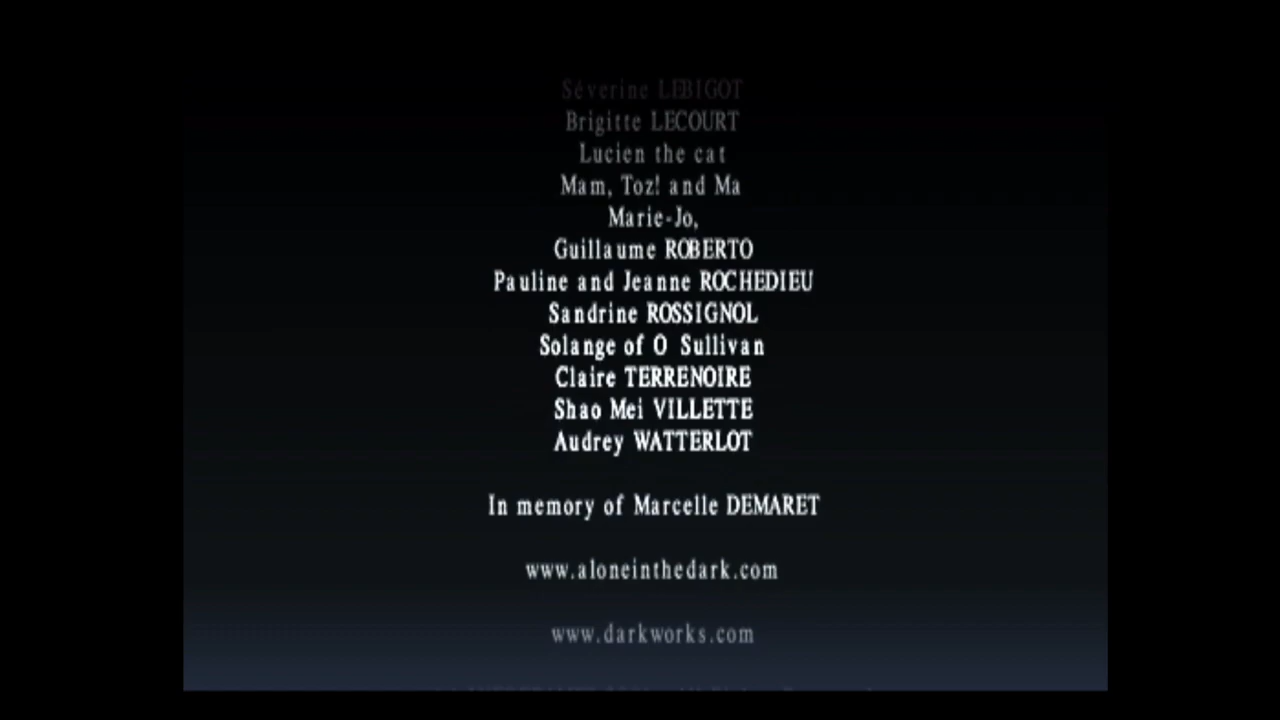 Séverine LEBIGOT
Brigitte LECOURT
Lucien the cat
Mam, Toz! and Ma
Marie-Jo,
Guillaume ROBERTO
Pauline and Jeanne ROCHEDIEU
Sandrine ROSSIGNOL
Solange of O Sullivan
Claire TERRENOIRE
Shao Mei VILLETTE
Audrey WATTERLOT
In memory of Marcelle DEMARET
www.aloneinthedark.com
www.darkworks.com